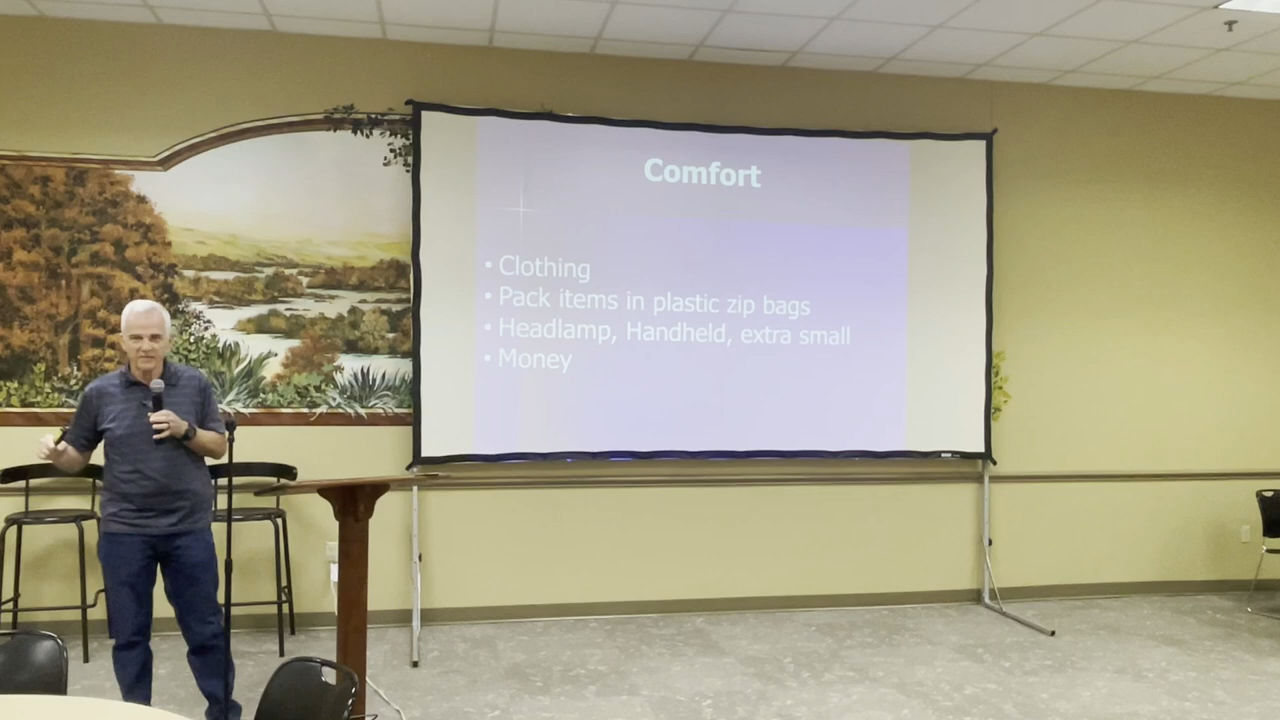 Comfort
• Clothing
• Pack items in plastic zip bags
• Headlamp, Handheld, extra small
• Money